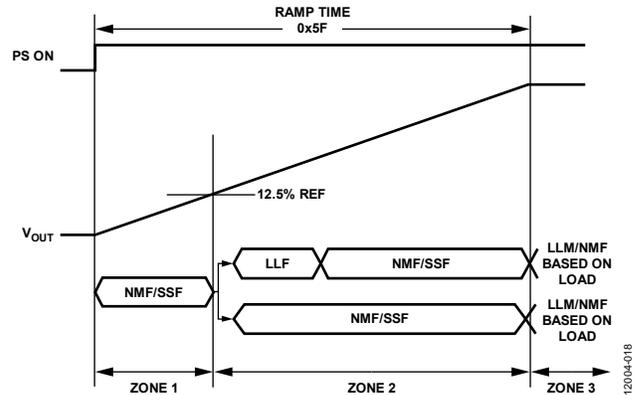 RAMP TIME
0x5F
PS ON
12.5% REF
VOUT
LLF
NMF/SSF
LLM/NMF
BASED ON
LOAD
NMF/SSF
NMF/SSF
LLM/NMF
BASED ON
LOAD
ZONE 1
ZONE 2
ZONE 3
12004-018